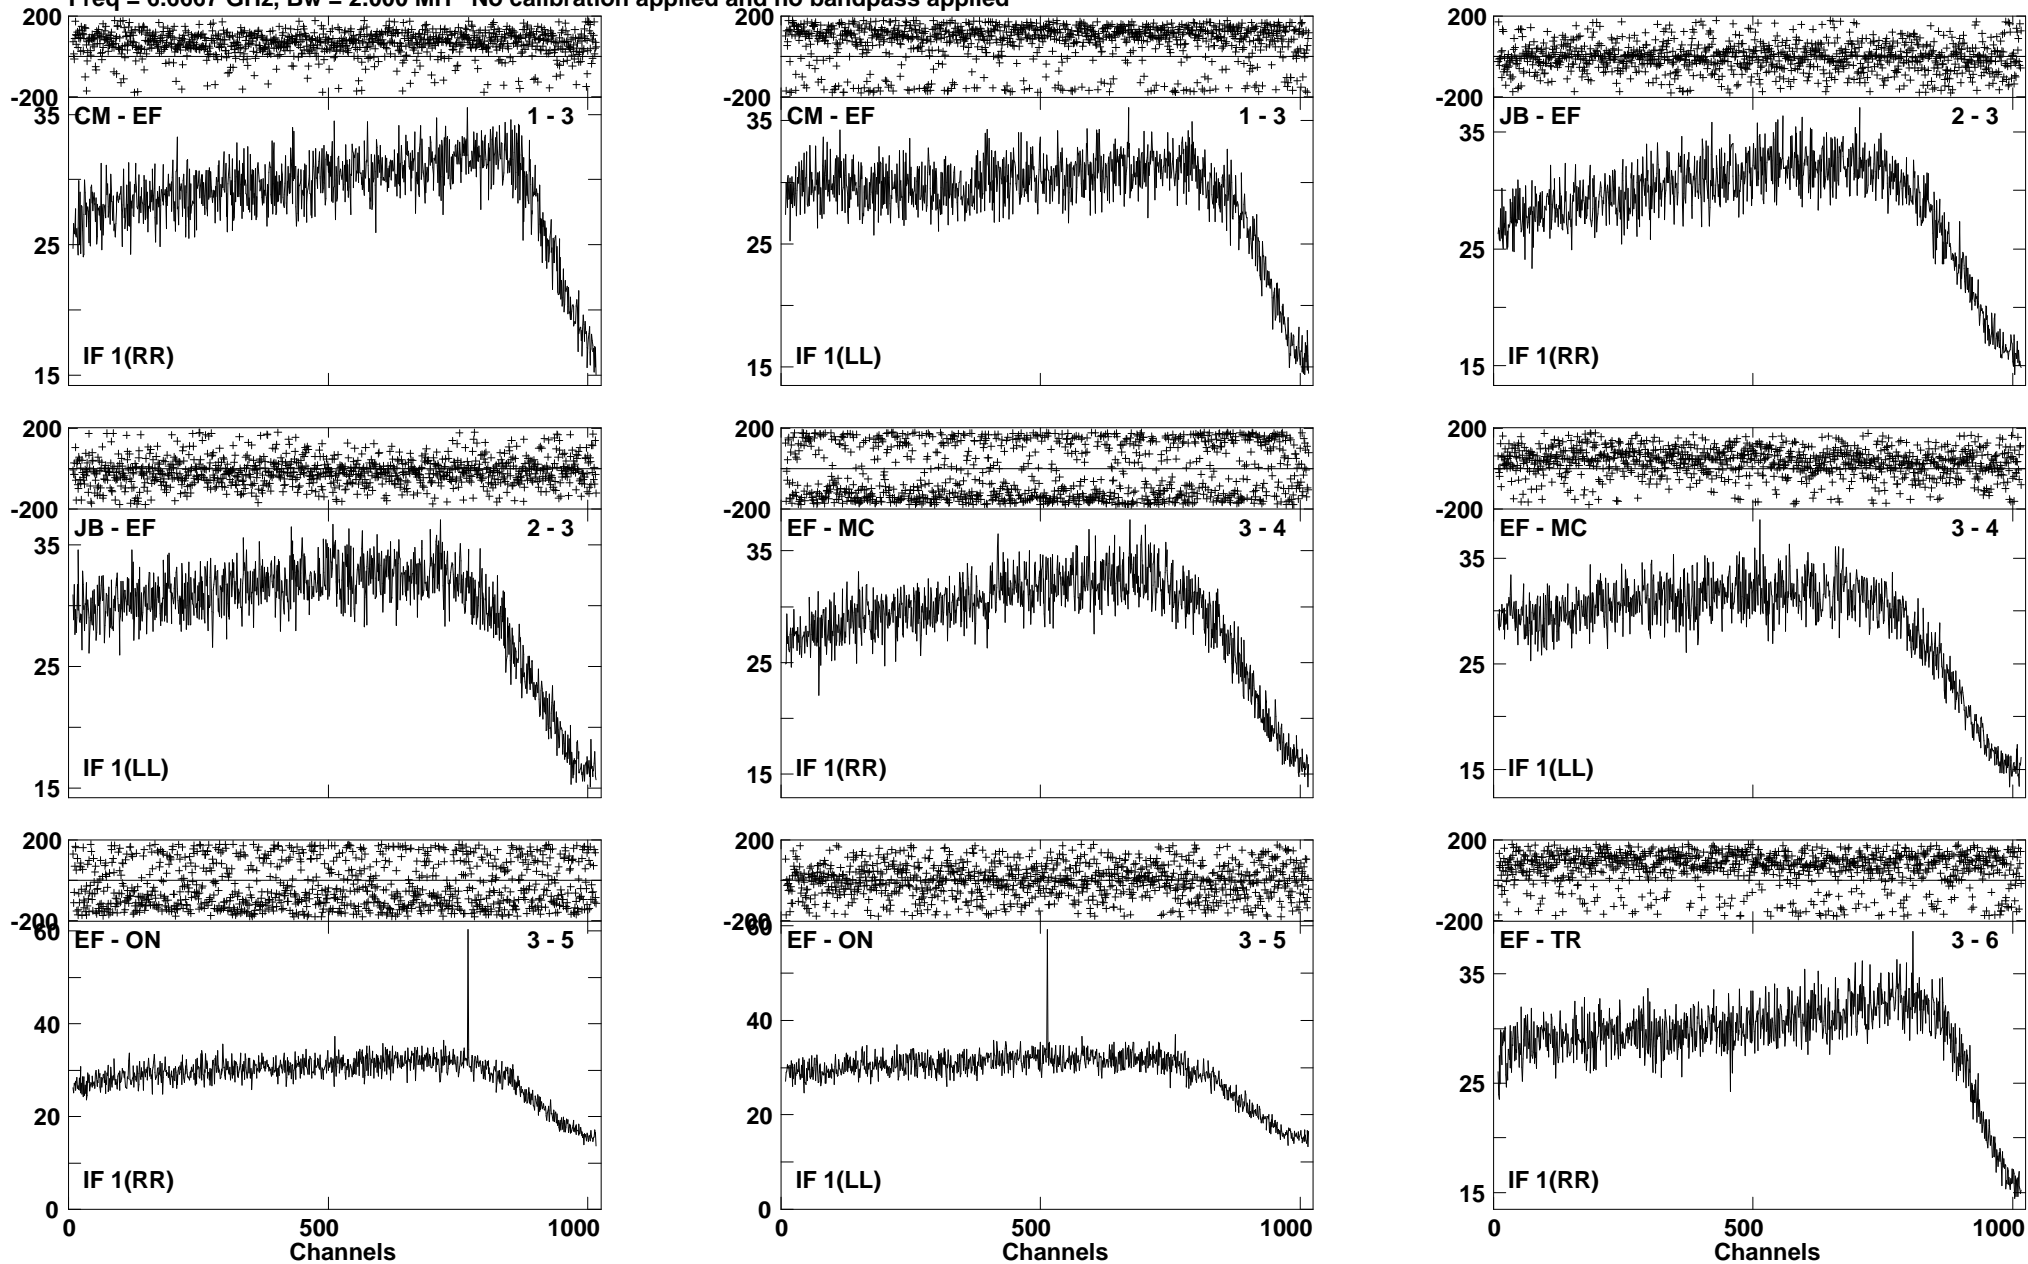 Freq = 6.6667 GHz, Bw = 2.000 MH No calibration applied and no bandpass applied
200
-200
35
25
15
CM - EF
1 - 3
IF 1(RR)
200
-200
35
25
15
CM - EF
1 - 3
IF 1(LL)
200
-200
35
25
15
JB - EF
2 - 3
IF 1(RR)
200
-200
35
25
15
JB - EF
2 - 3
IF 1(LL)
200
-200
35
25
15
EF - MC
3 - 4
IF 1(RR)
200
-200
35
25
15
EF - MC
3 - 4
IF 1(LL)
200
-200
60
40
20
0
EF - ON
3 - 5
IF 1(RR)
0 500 1000
Channels
200
-200
60
40
20
0
EF - ON
3 - 5
IF 1(LL)
0 500 1000
Channels
200
-200
35
25
15
EF - TR
3 - 6
IF 1(RR)
0 500 1000
Channels